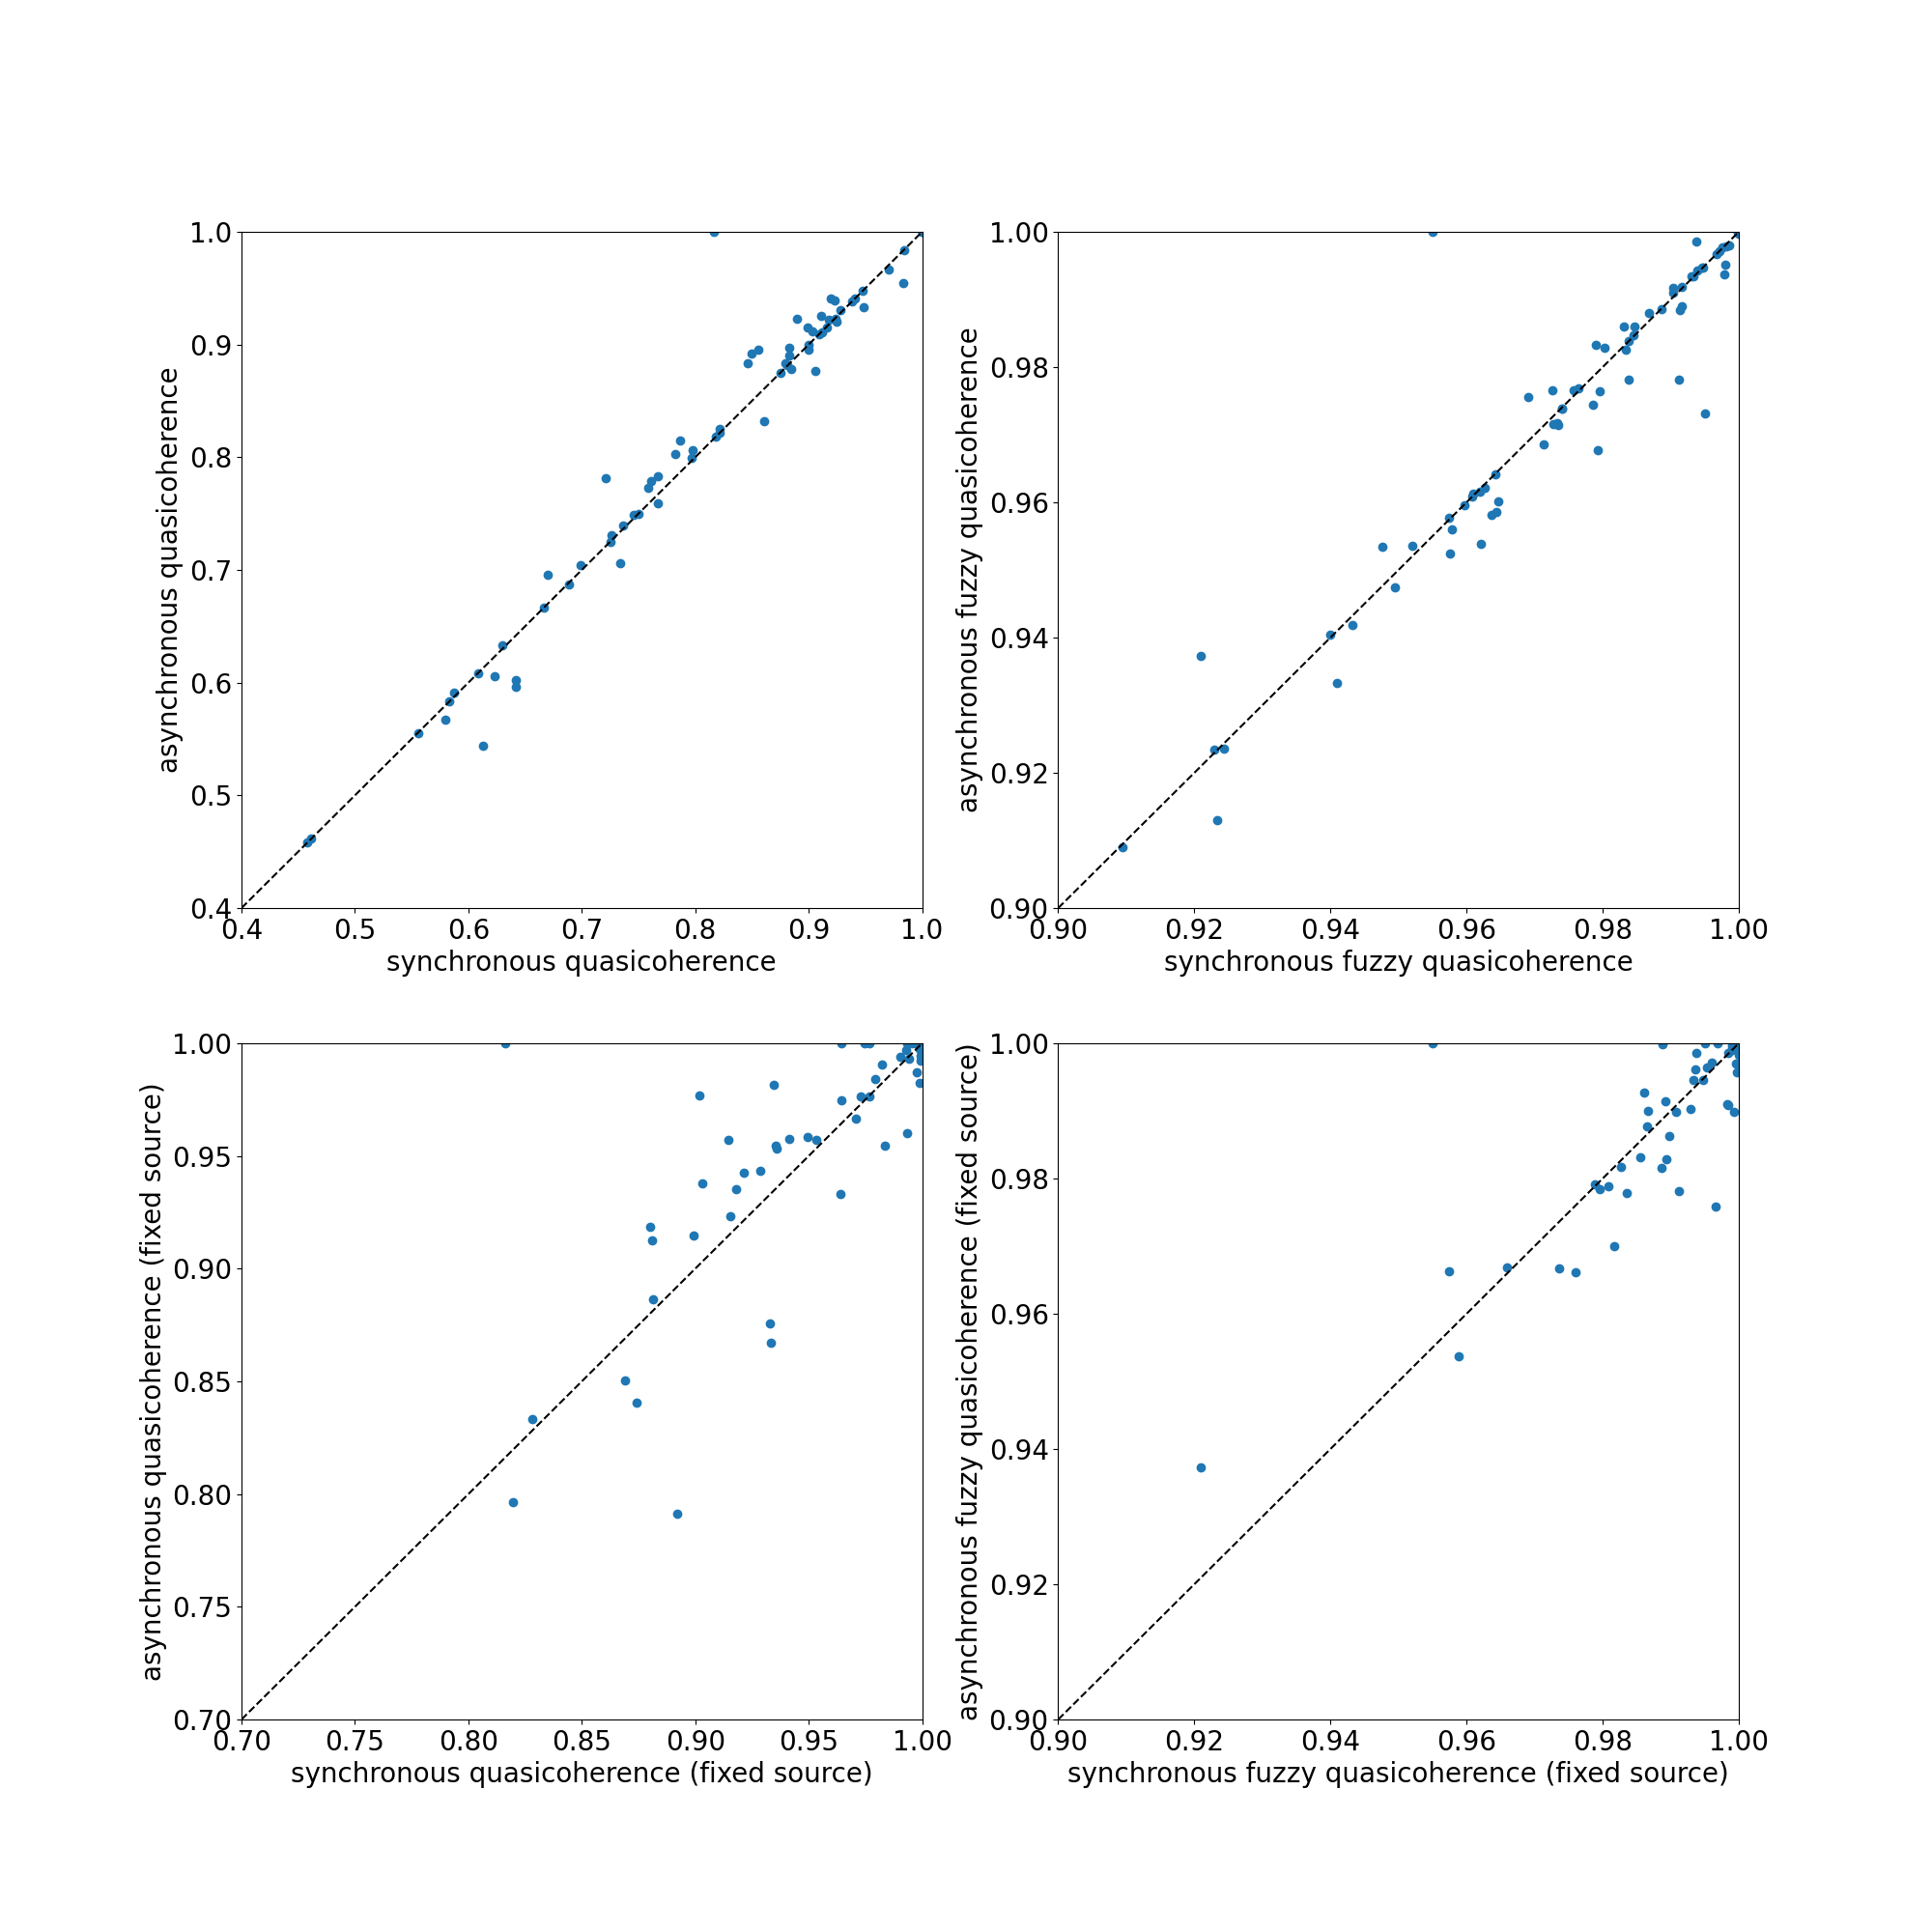 1.0
0.9
0.8
0.7
0.6
0.5
0.4
asynchronous quasicoherence
0.4 0.5 0.6 0.7 0.8 0.9 1.0
synchronous quasicoherence
1.00
0.98
0.96
0.94
0.92
0.90
asynchronous fuzzy quasicoherence
0.90 0.92 0.94 0.96 0.98 1.00
synchronous fuzzy quasicoherence
1.00
0.95
0.90
0.85
0.80
0.75
0.70
asynchronous quasicoherence (fixed source)
0.70 0.75 0.80 0.85 0.90 0.95 1.00
synchronous quasicoherence (fixed source)
1.00
0.98
0.96
0.94
0.92
0.90
asynchronous fuzzy quasicoherence (fixed source)
0.90 0.92 0.94 0.96 0.98 1.00
synchronous fuzzy quasicoherence (fixed source)